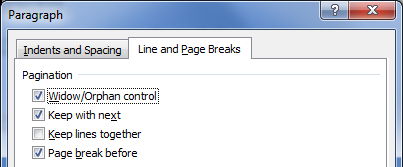 Paragraph
Indents and Spacing
Line and Page Breaks
Pagination
Widow/Orphan control
Keep with next
Keep lines together
Page break before